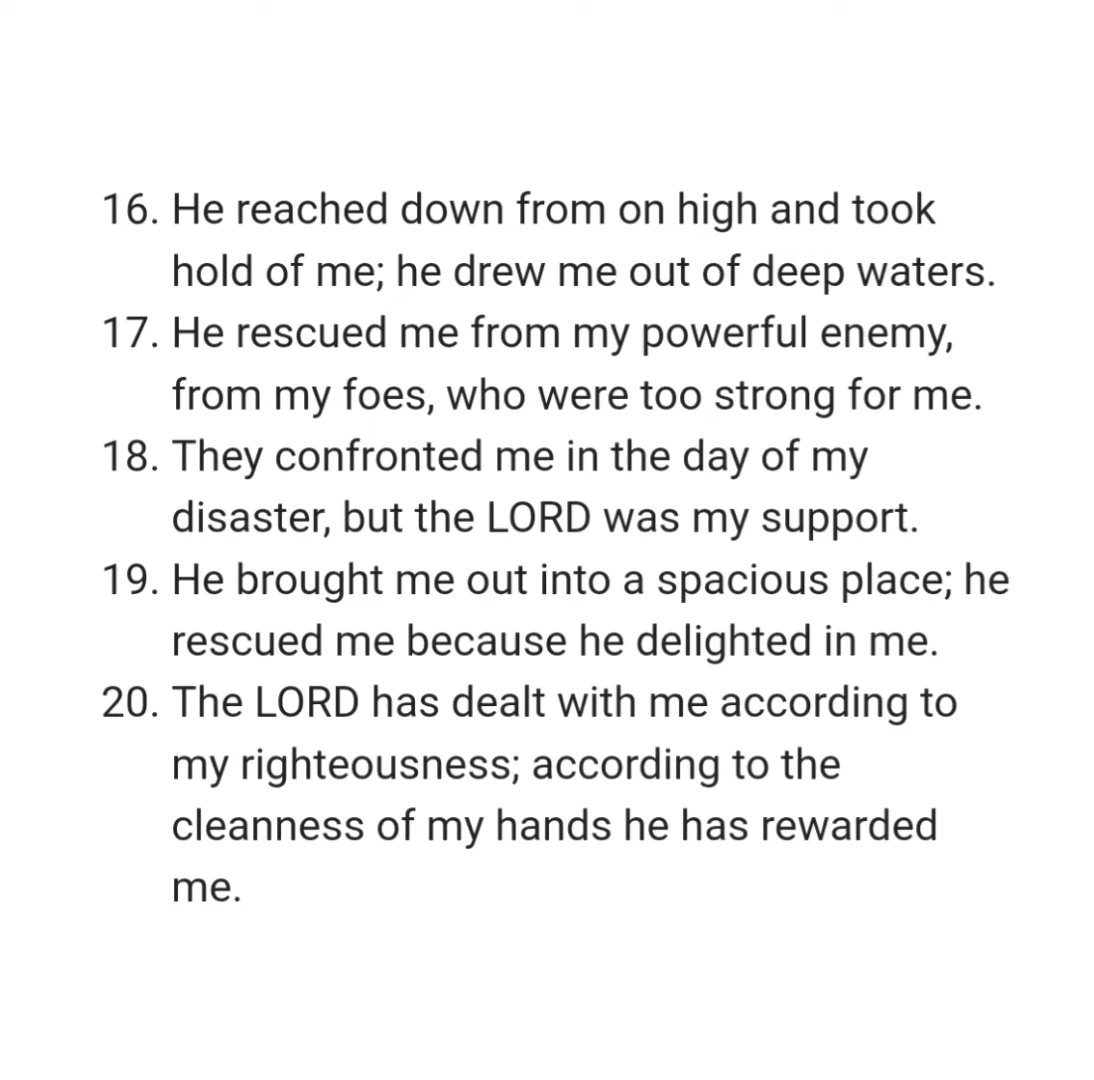 16. He reached down from on high and took
hold of me; he drew me out of deep waters.
17. He rescued me from my powerful enemy,
from my foes, who were too strong for me.
18. They confronted me in the day of my
disaster, but the LORD was my support.
19. He brought me out into a spacious place; he
rescued me because he delighted in me.
20. The LORD has dealt with me according to
my righteousness; according to the
cleanness of my hands he has rewarded
me.